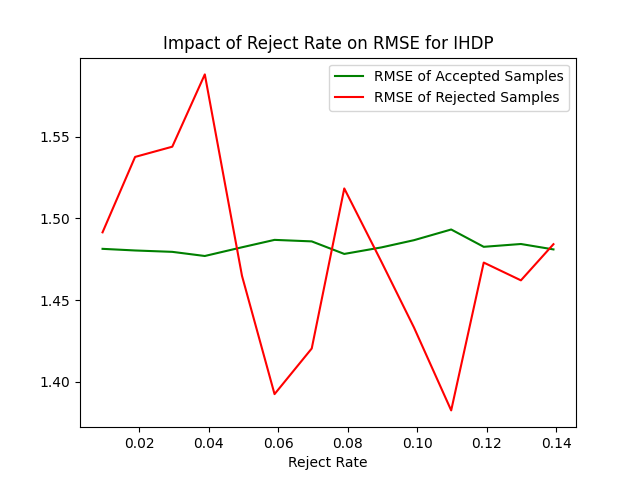 Impact of Reject Rate on RMSE for IHDP
RMSE of Accepted Samples
RMSE of Rejected Samples
1.55
1.50
1.45
1.40
0.02 0.04 0.06 0.08 0.10 0.12 0.14
Reject Rate